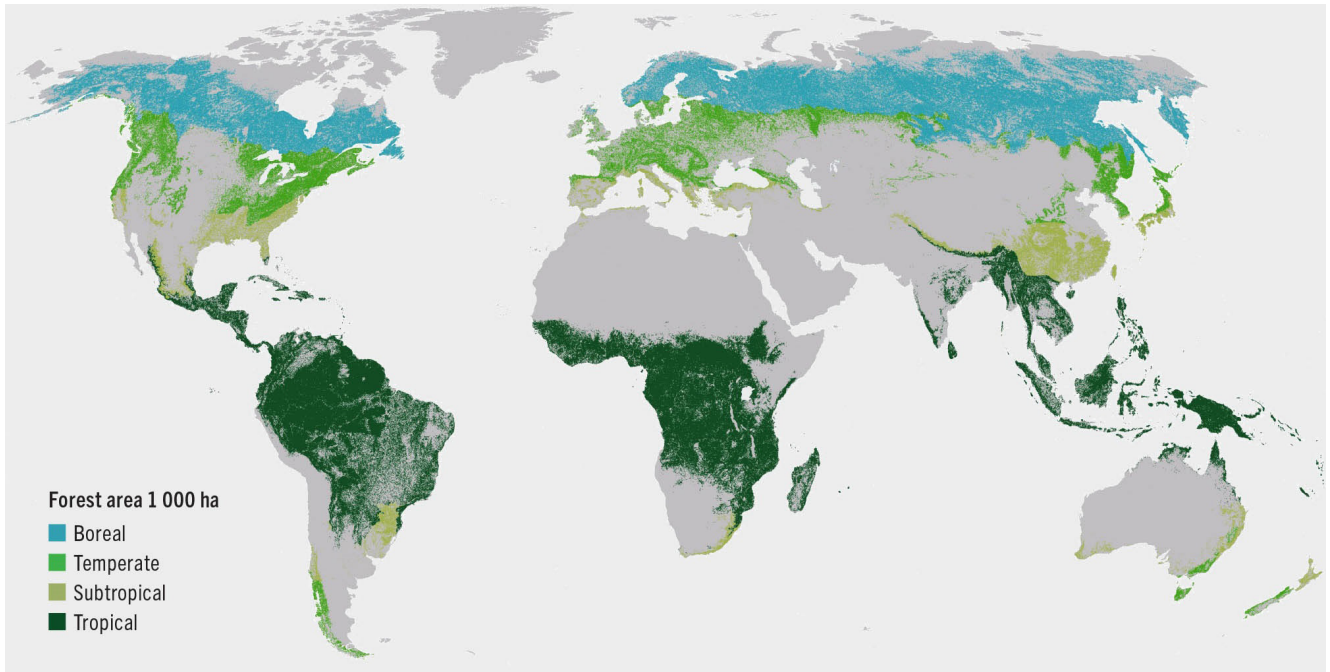 Forest area 1 000 ha
Boreal
Temperate
Subtropical
Tropical